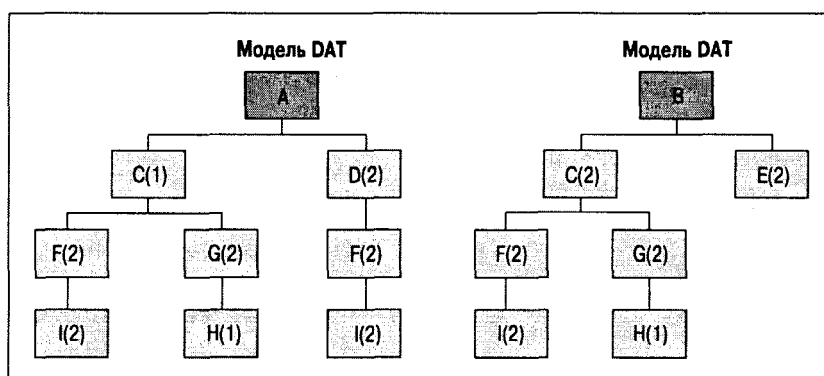 Модель DAT Модель DAT
A B
C(1) D(2) C(2) E(2)
F(2) G(2) F(2) F(2) G(2)
I(2) H(1) I(2) I(2) H(1)